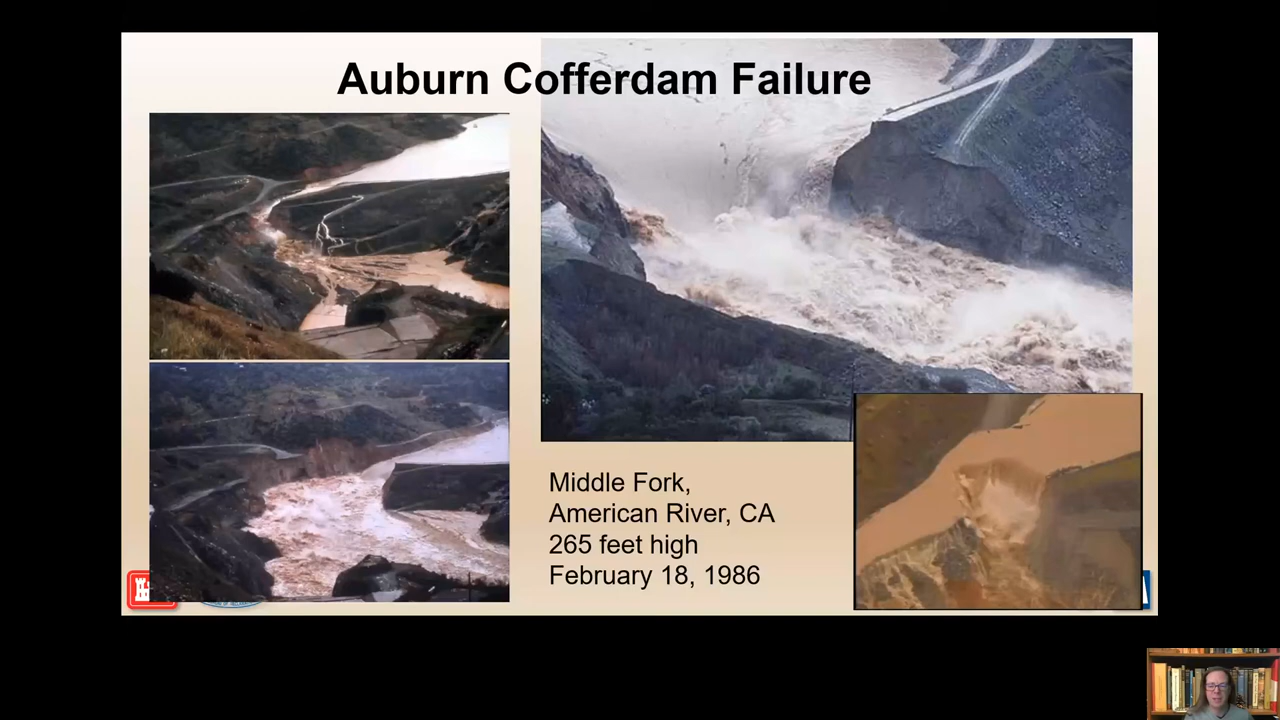 Auburn Cofferdam Failure
Middle Fork,
American River, CA
265 feet high
February 18, 1986